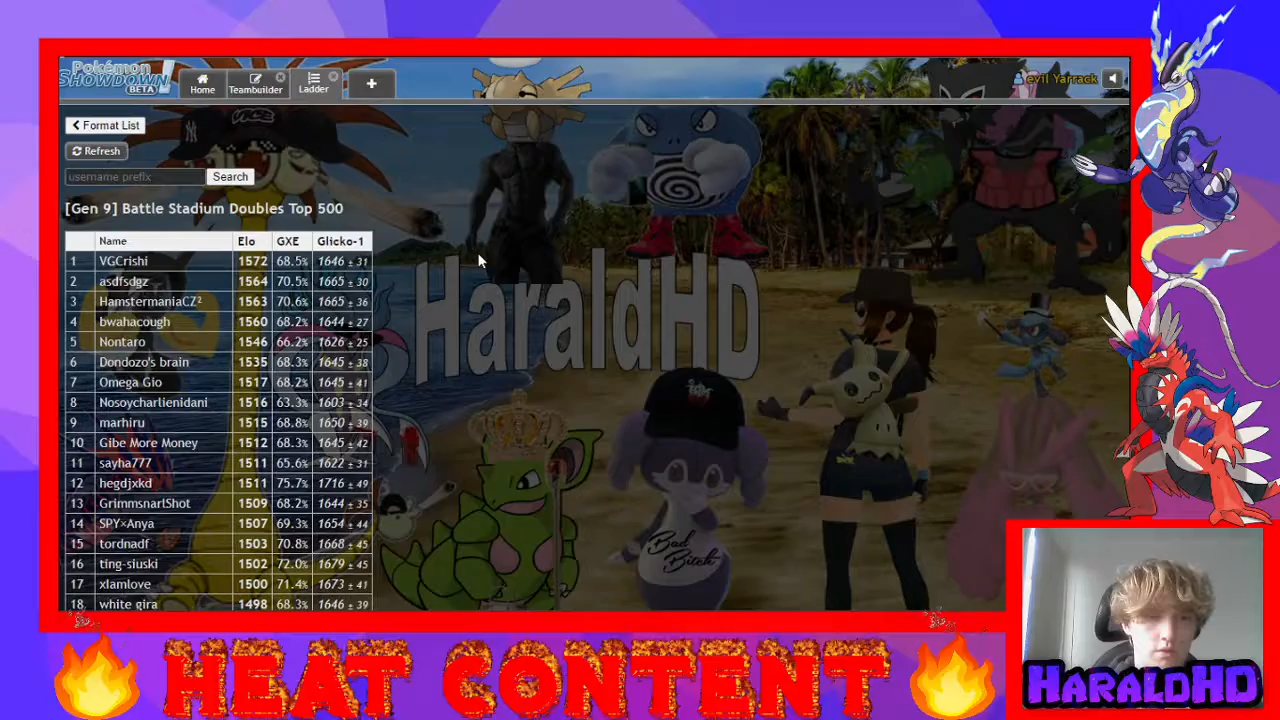 Pokémon
SHOWDOWN!
BETA
Home
Teambuilder
Ladder
evil Yarrack
Format List
Refresh
username prefix
Search
[Gen 9] Battle Stadium Doubles Top 500
Name Elo GXE Glicko-1
1 VGCrishi 1572 68.5% 1646 ± 31
2 asdfsdgz 1564 70.5% 1665 ± 30
3 HamstermaniaCZ² 1563 70.6% 1665 ± 36
4 bwahacough 1560 68.2% 1644 ± 27
5 Nontaro 1546 66.2% 1626 ± 25
6 Dondozo's brain 1535 68.3% 1645 ± 38
7 Omega Gio 1517 68.2% 1645 ± 41
8 Nosoycharlienidani 1516 63.3% 1603 ± 34
9 marhiru 1515 68.8% 1650 ± 39
10 Gibe More Money 1512 68.3% 1645 ± 42
11 sayha777 1511 65.6% 1622 ± 31
12 hegdjxkd 1511 75.7% 1716 ± 49
13 GrimmsnarlShot 1509 68.2% 1644 ± 35
14 SPY×Anya 1507 69.3% 1654 ± 44
15 tordnadf 1503 70.8% 1668 ± 45
16 ting-siuski 1502 72.0% 1679 ± 45
17 xlamlove 1500 71.4% 1673 ± 41
18 white gira 1498 68.3% 1646 ± 39
VICE
HaraldHD
Bad
Bitch
HEAT CONTENT
HARALDHD